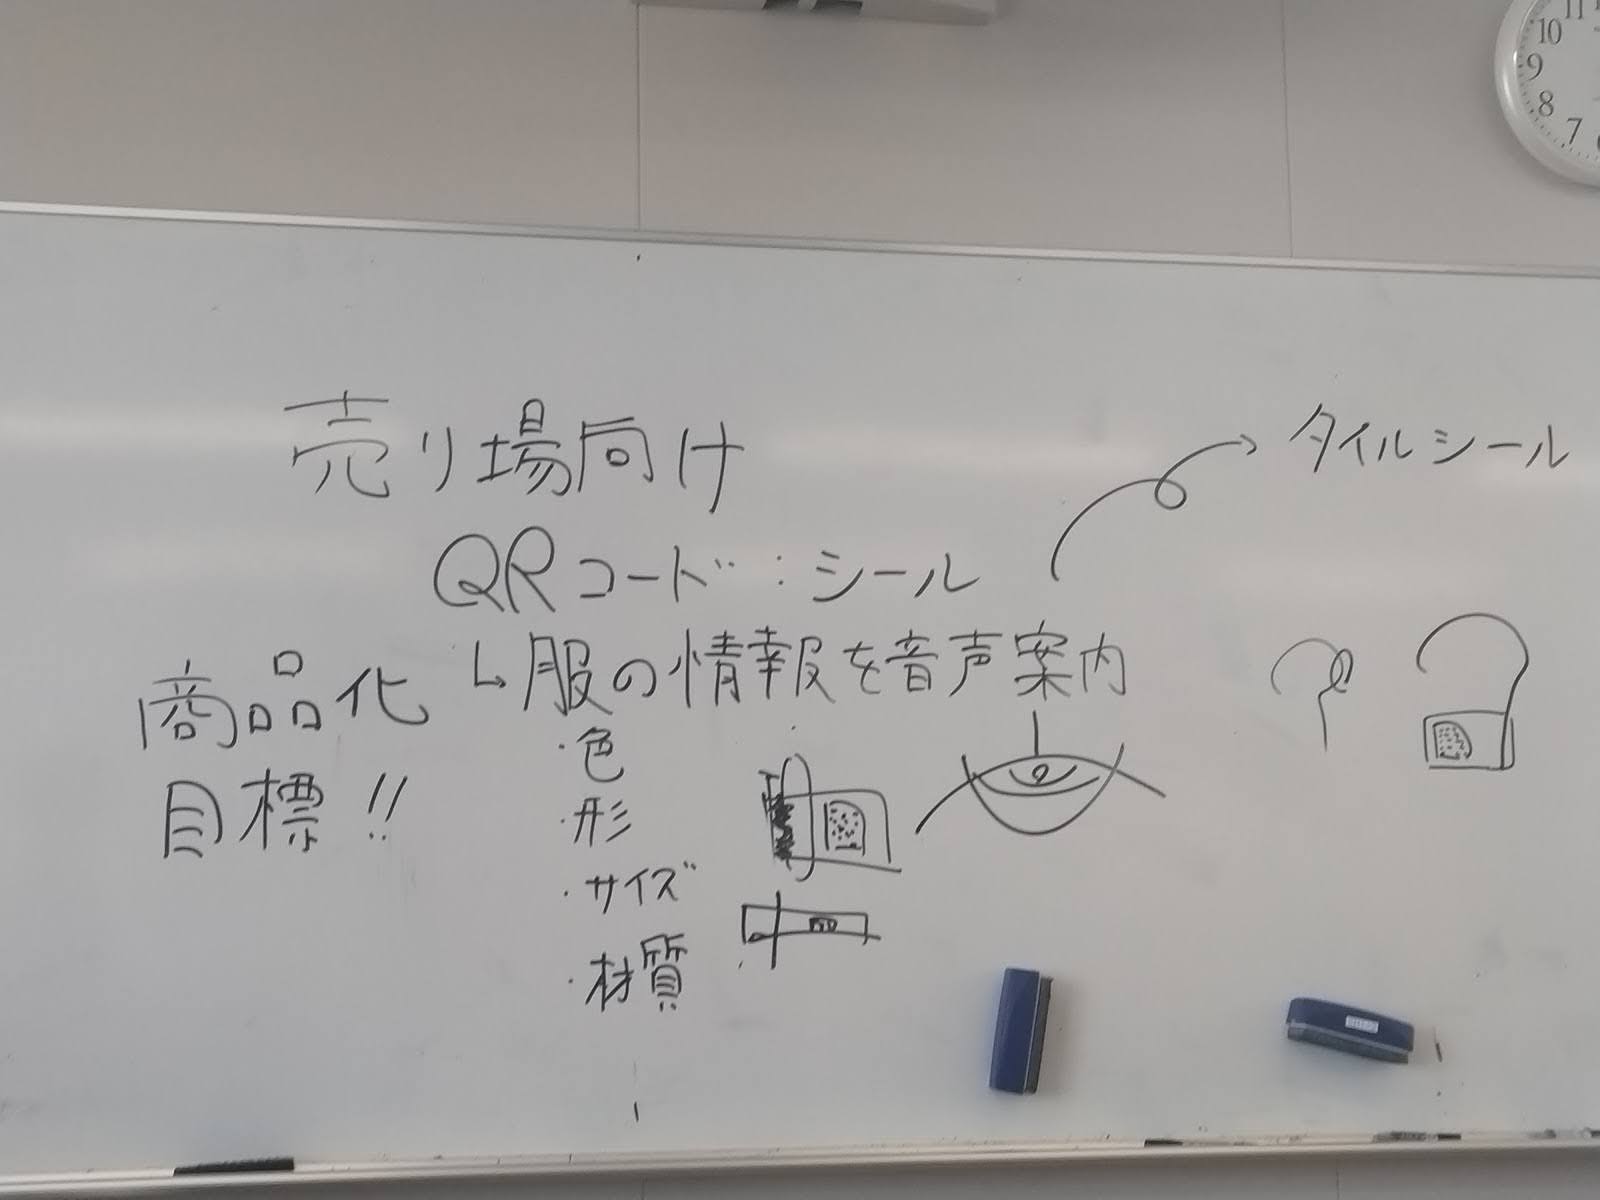 11
10
9
8
7
売り場向け
タイルシール
QRコード:シール
↳服の情報を音声案内
商品化
目標!!
・色
・形
・サイズ
・材質